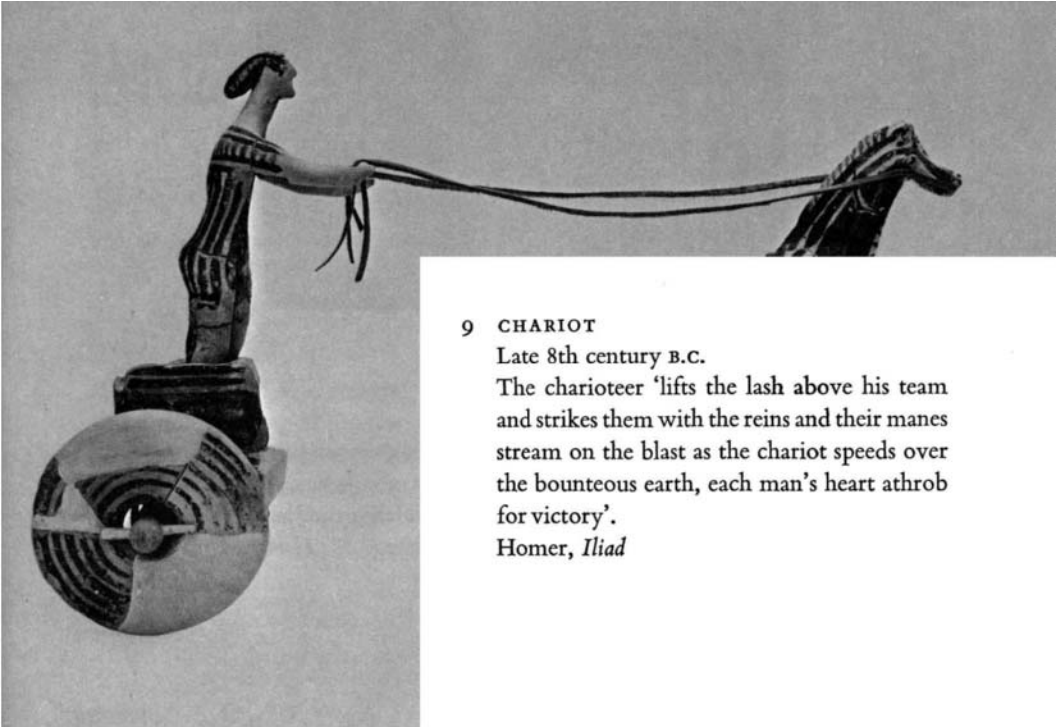 9 CHARIOT
Late 8th century B.C.
The charioteer ‘lifts the lash above his team
and strikes them with the reins and their manes
stream on the blast as the chariot speeds over
the bounteous earth, each man’s heart athrob
for victory’.
Homer, Iliad